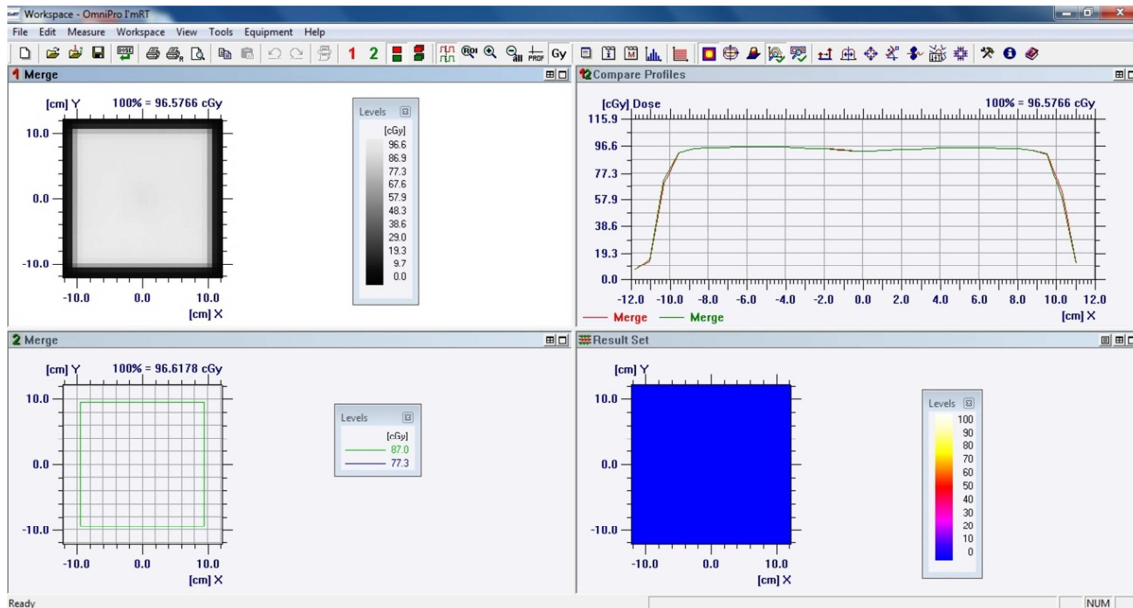 Workspace - OmniPro I'mRT
File Edit Measure Workspace View Tools Equipment Help
1 2 ROI all PROF Gy
1 Merge
[cm] Y 100% = 96.5766 cGy
10.0
0.0
-10.0
-10.0 0.0 10.0
[cm] X
Levels
[cGy]
96.6
86.9
77.3
67.6
57.9
48.3
38.6
29.0
19.3
9.7
0.0
12 Compare Profiles
[cGy] Dose 100% = 96.5766 cGy
115.9
96.6
77.3
57.9
38.6
19.3
0.0
-12.0 -10.0 -8.0 -6.0 -4.0 -2.0 0.0 2.0 4.0 6.0 8.0 10.0 12.0
Merge Merge [cm] X
2 Merge
[cm] Y 100% = 96.6178 cGy
10.0
0.0
-10.0
-10.0 0.0 10.0
[cm] X
Levels
[cGy]
87.0
77.3
Result Set
[cm] Y
10.0
0.0
-10.0
-10.0 0.0 10.0
[cm] X
Levels
100
90
80
70
60
50
40
30
20
10
0
Ready NUM